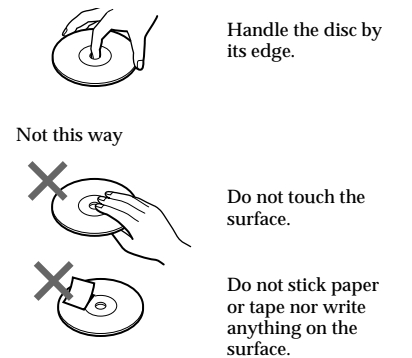 Handle the disc by
its edge.
Not this way
Do not touch the
surface.
Do not stick paper
or tape nor write
anything on the
surface.